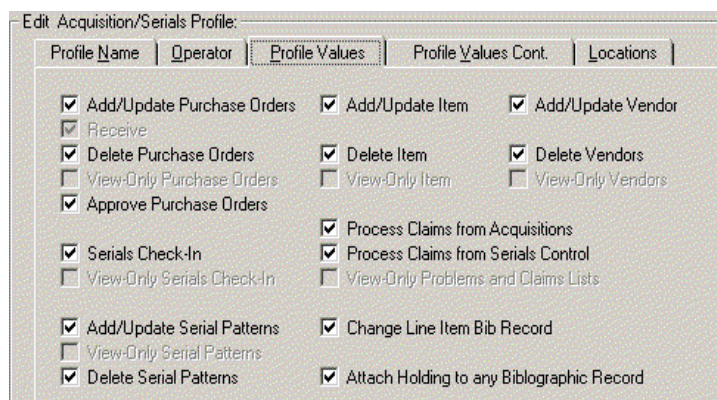 Edit Acquisition/Serials Profile:
Profile Name Operator Profile Values Profile Values Cont. Locations
Add/Update Purchase Orders Add/Update Item Add/Update Vendor
Receive
Delete Purchase Orders Delete Item Delete Vendors
View-Only Purchase Orders View-Only Item View-Only Vendors
Approve Purchase Orders
Process Claims from Acquisitions
Serials Check-In Process Claims from Serials Control
View-Only Serials Check-In View-Only Problems and Claims Lists
Add/Update Serial Patterns Change Line Item Bib Record
View-Only Serial Patterns
Delete Serial Patterns Attach Holding to any Biblographic Record